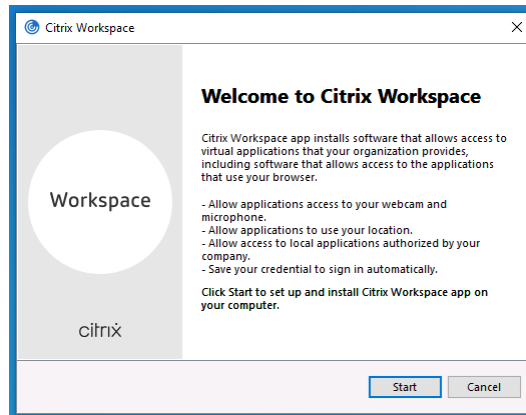 Citrix Workspace
Welcome to Citrix Workspace
Citrix Workspace app installs software that allows access to
virtual applications that your organization provides,
including software that allows access to the applications
that use your browser.
- Allow applications access to your webcam and
microphone.
- Allow applications to use your location.
- Allow access to local applications authorized by your
company.
- Save your credential to sign in automatically.
Click Start to set up and install Citrix Workspace app on
your computer.
Workspace
citrix
Start
Cancel